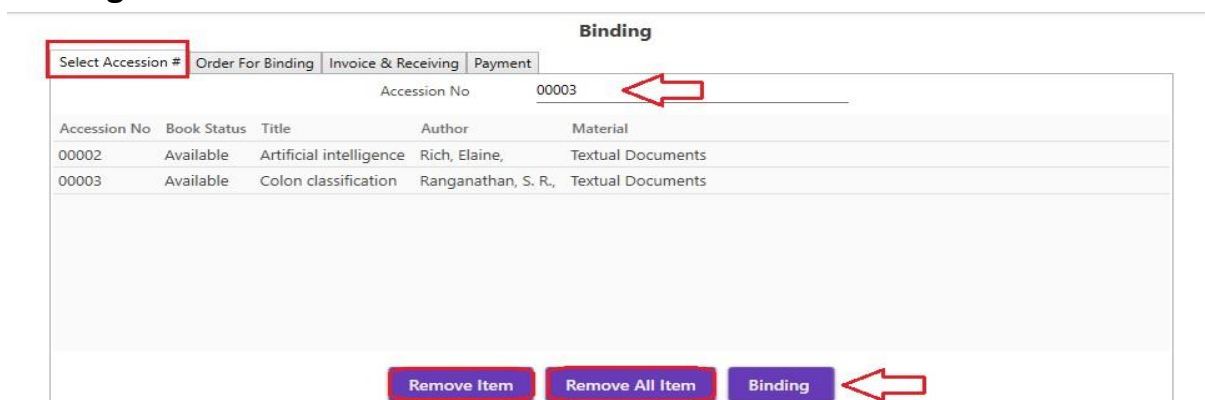 Binding
Select Accession # Order For Binding Invoice & Receiving Payment
Accession No 00003
Accession No Book Status Title Author Material
00002 Available Artificial intelligence Rich, Elaine, Textual Documents
00003 Available Colon classification Ranganathan, S. R., Textual Documents
Remove Item Remove All Item Binding